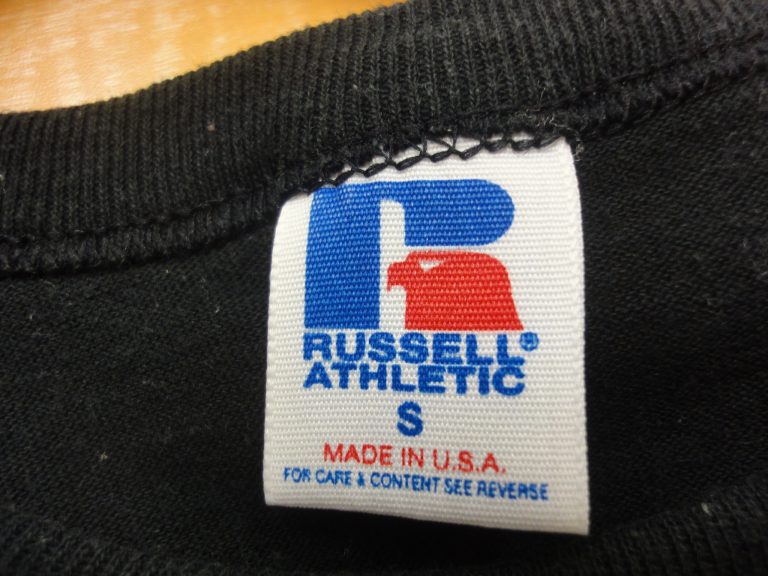 RUSSELL®
ATHLETIC
S
MADE IN U.S.A.
FOR CARE & CONTENT SEE REVERSE